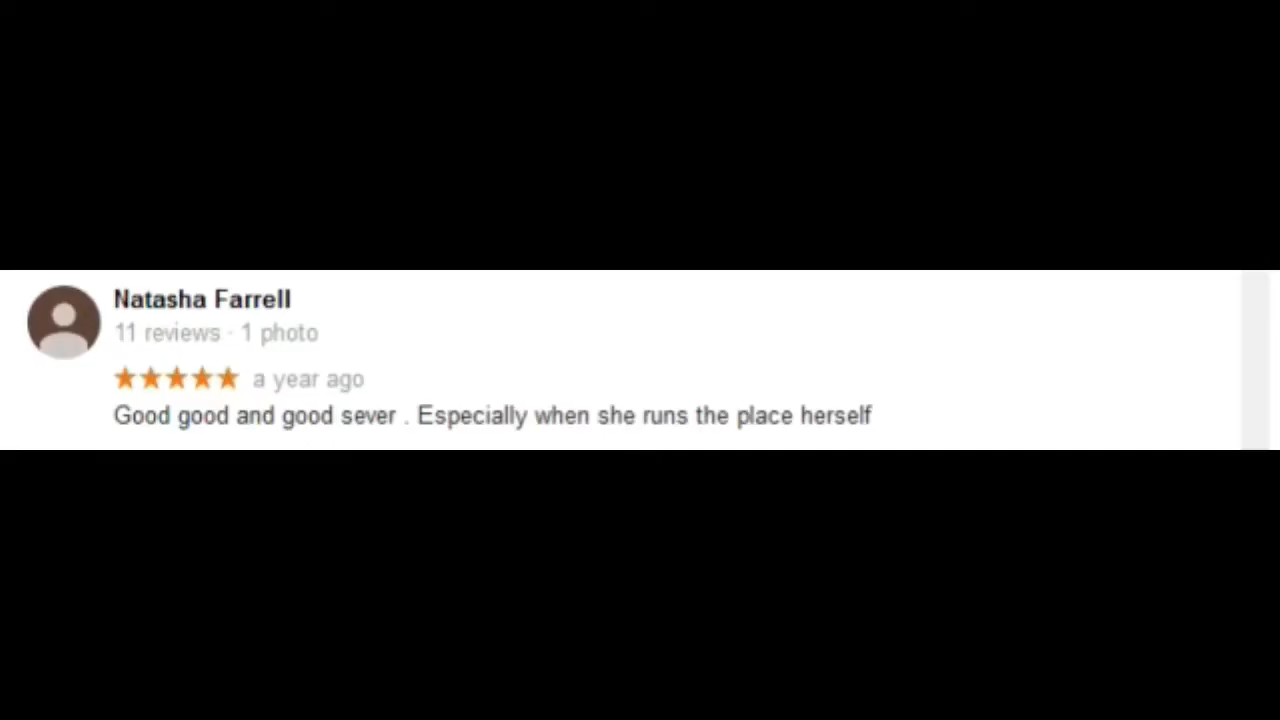 Natasha Farrell
11 reviews · 1 photo
a year ago
Good good and good sever . Especially when she runs the place herself